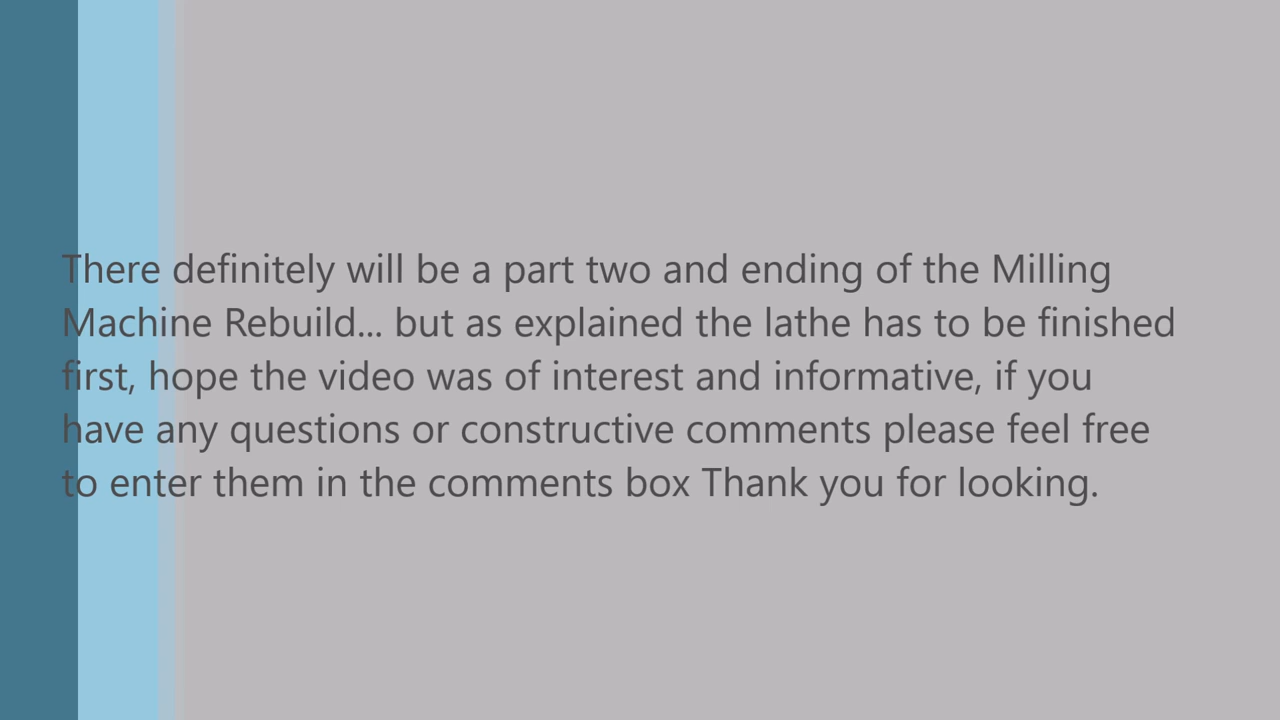 There definitely will be a part two and ending of the Milling
Machine Rebuild... but as explained the lathe has to be finished
first, hope the video was of interest and informative, if you
have any questions or constructive comments please feel free
to enter them in the comments box Thank you for looking.